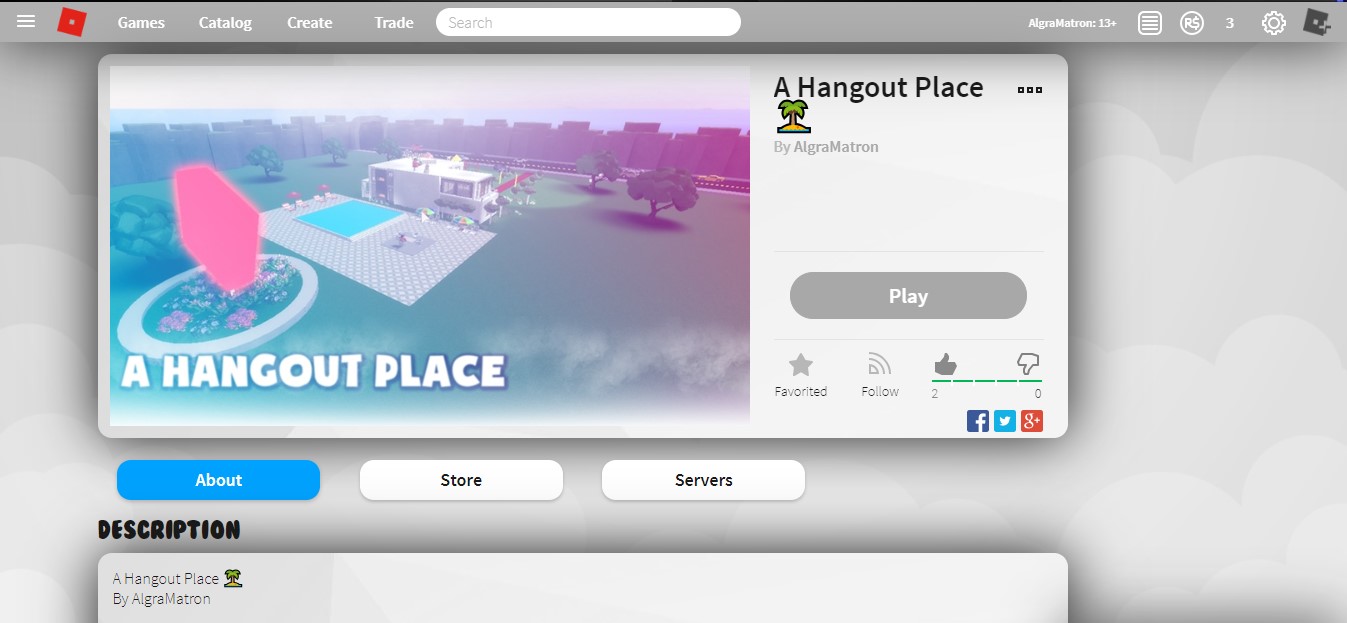 Games Catalog Create Trade Search AlgraMatron: 13+ R$ 3
A Hangout Place
By AlgraMatron
A HANGOUT PLACE
Play
Favorited Follow 2 0
f g+
About Store Servers
DESCRIPTION
A Hangout Place
By AlgraMatron